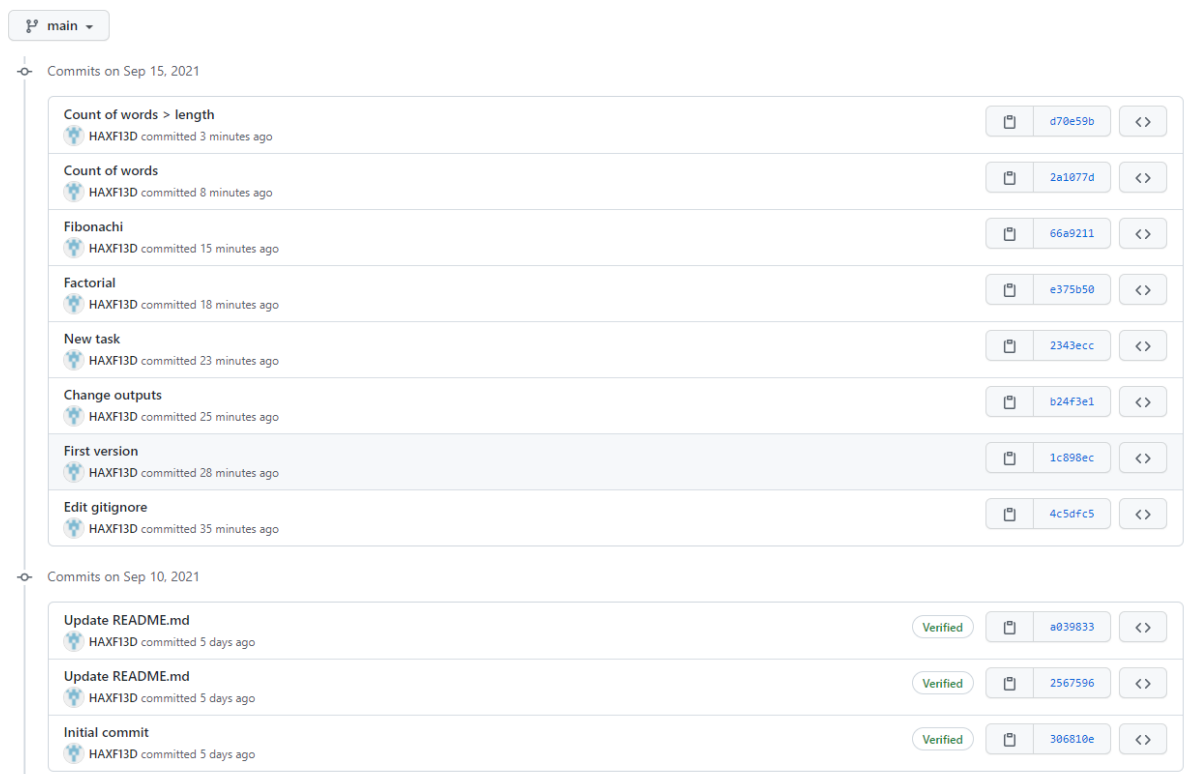 main
Commits on Sep 15, 2021
Count of words > length
HAXF13D committed 3 minutes ago
d70e59b
Count of words
HAXF13D committed 8 minutes ago
2a1077d
Fibonachi
HAXF13D committed 15 minutes ago
66a9211
Factorial
HAXF13D committed 18 minutes ago
e375b50
New task
HAXF13D committed 23 minutes ago
2343ecc
Change outputs
HAXF13D committed 25 minutes ago
b24f3e1
First version
HAXF13D committed 28 minutes ago
1c898ec
Edit gitignore
HAXF13D committed 35 minutes ago
4c5dfc5
Commits on Sep 10, 2021
Update README.md
HAXF13D committed 5 days ago
Verified
a039833
Update README.md
HAXF13D committed 5 days ago
Verified
2567596
Initial commit
HAXF13D committed 5 days ago
Verified
306810e